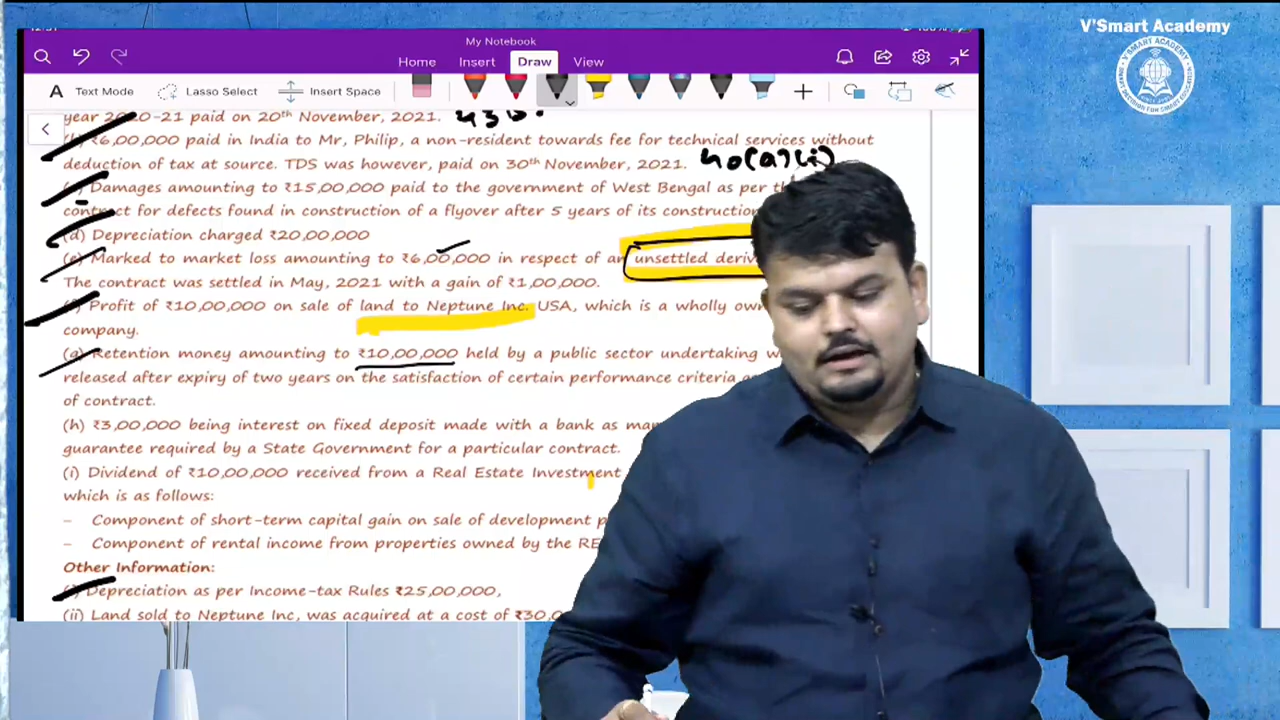 V'Smart Academy
My Notebook
Home Insert Draw View
A Text Mode Lasso Select Insert Space
year 2020-21 paid on 20th November, 2021. 43B.
₹6,00,000 paid in India to Mr, Philip, a non-resident towards fee for technical services without
deduction of tax at source. TDS was however, paid on 30th November, 2021. 40(a)(i)
Damages amounting to ₹15,00,000 paid to the government of West Bengal as per
contract for defects found in construction of a flyover after 5 years of its construction
(d) Depreciation charged ₹20,00,000
(e) Marked to market loss amounting to ₹6,00,000 in respect of an unsettled
The contract was settled in May, 2021 with a gain of ₹1,00,000.
Profit of ₹10,00,000 on sale of land to Neptune Inc. USA, which is a wholly
company.
(g) Retention money amounting to ₹10,00,000 held by a public sector undertaking
released after expiry of two years on the satisfaction of certain performance criteria
of contract.
(h) ₹3,00,000 being interest on fixed deposit made with a bank as
guarantee required by a State Government for a particular contract.
(i) Dividend of ₹10,00,000 received from a Real Estate Investment
which is as follows:
– Component of short-term capital gain on sale of development
– Component of rental income from properties owned by the
Other Information:
(i) Depreciation as per Income-tax Rules ₹25,00,000,
(ii) Land sold to Neptune Inc, was acquired at a cost of
V'SMART ACADEMY
SMART DECISION FOR SMART EDUCATION